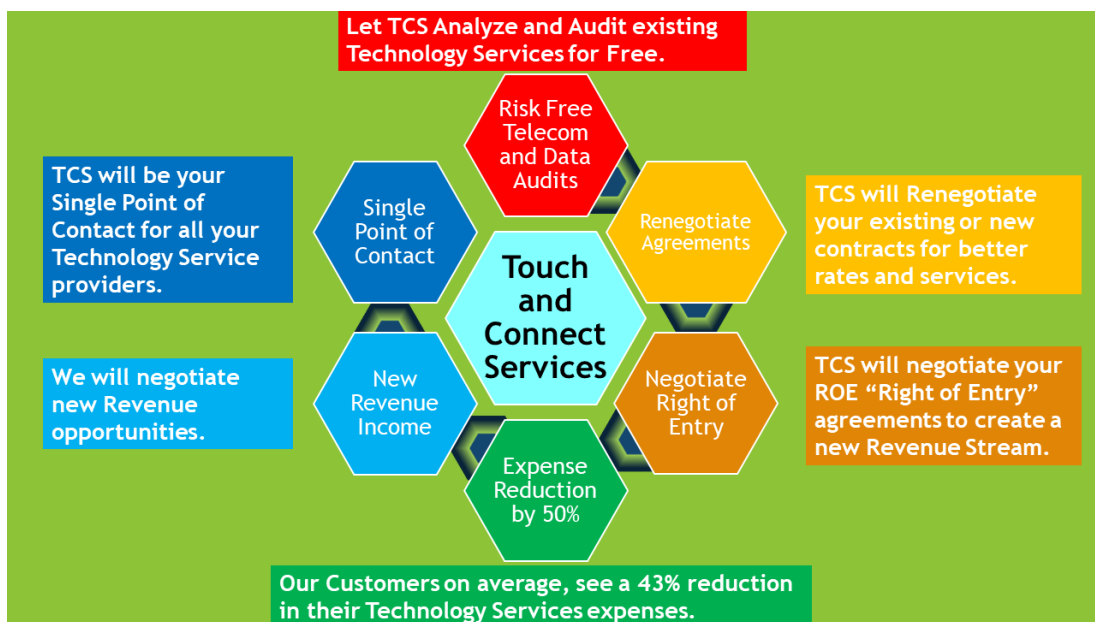 Let TCS Analyze and Audit existing
Technology Services for Free.
Risk Free
Telecom
and Data
Audits
TCS will be your
Single Point of
Contact for all your
Technology Service
providers.
Single
Point of
Contact
Renegotiate
Agreements
TCS will Renegotiate
your existing or new
contracts for better
rates and services.
Touch
and
Connect
Services
We will negotiate
new Revenue
opportunities.
New
Revenue
Income
Negotiate
Right of
Entry
TCS will negotiate your
ROE “Right of Entry”
agreements to create a
new Revenue Stream.
Expense
Reduction
by 50%
Our Customers on average, see a 43% reduction
in their Technology Services expenses.